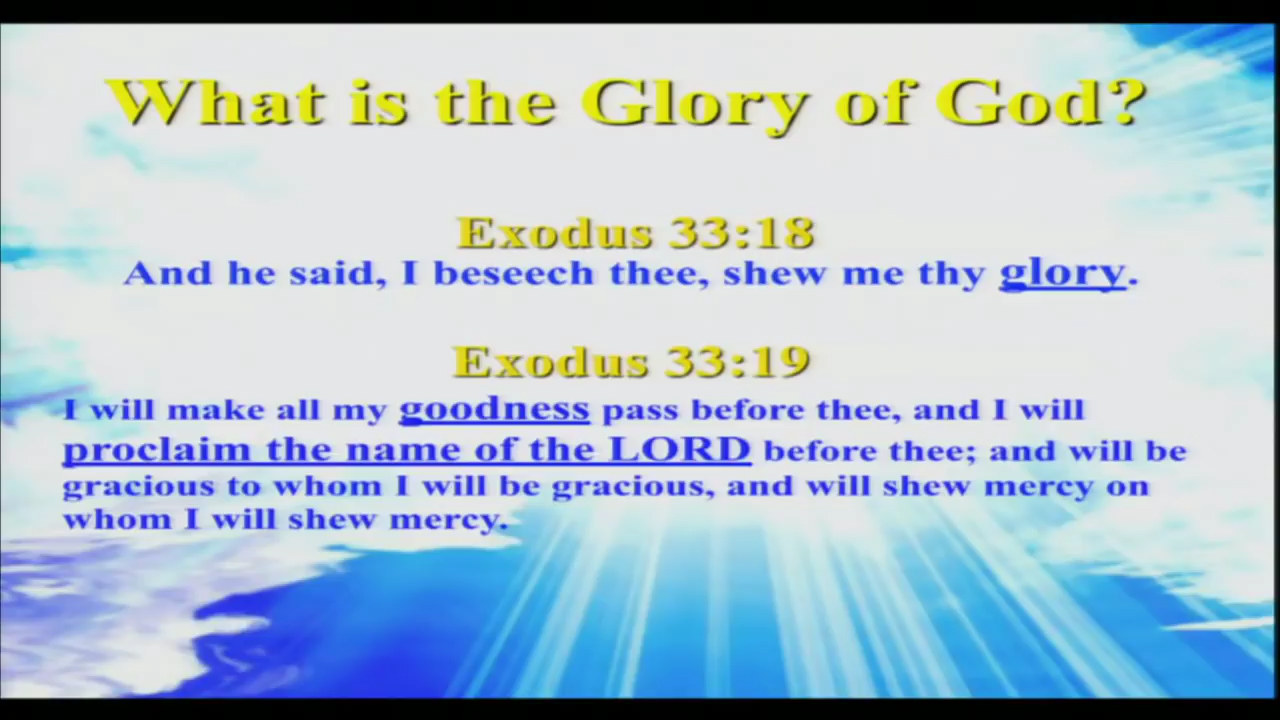 What is the Glory of God?
Exodus 33:18
And he said, I beseech thee, shew me thy glory.
Exodus 33:19
I will make all my goodness pass before thee, and I will
proclaim the name of the LORD before thee; and will be
gracious to whom I will be gracious, and will shew mercy on
whom I will shew mercy.